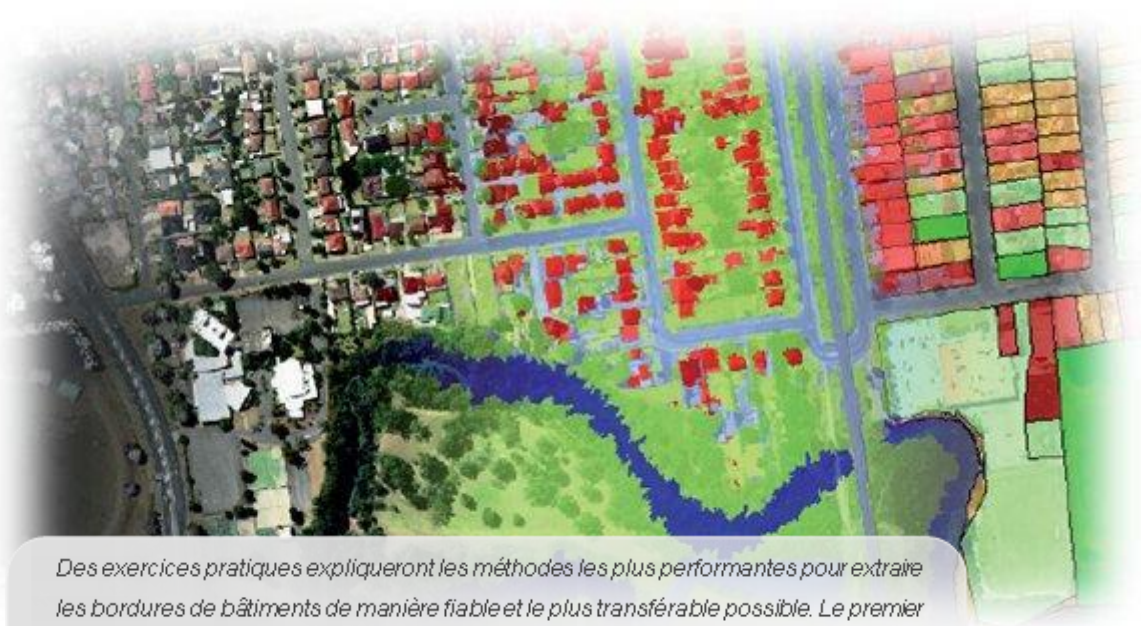 Des exercices pratiques expliqueront les méthodes les plus performantes pour extraire
les bordures de bâtiments de manière fiable et le plus transférable possible. Le premier